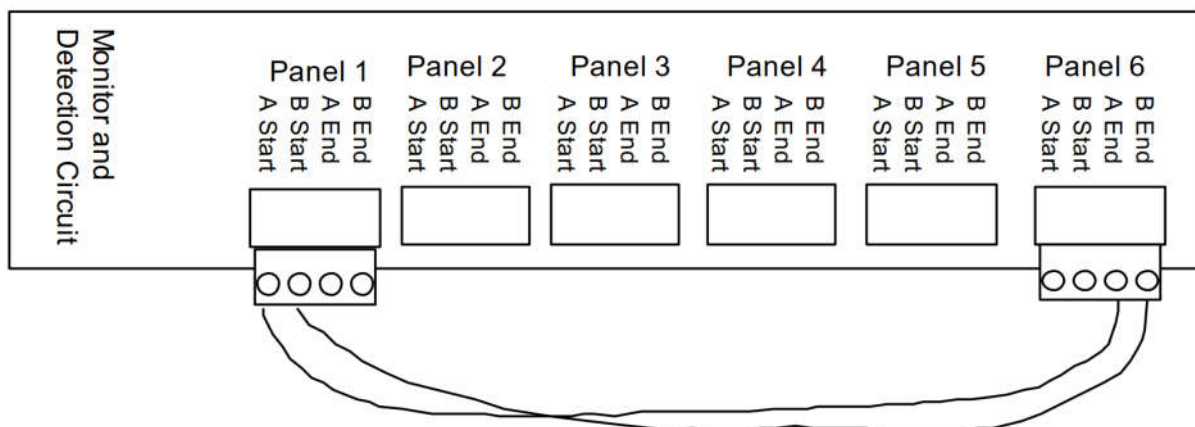 Monitor and
Detection Circuit
Panel 1
A Start
B Start
A End
B End
Panel 2
A Start
B Start
A End
B End
Panel 3
A Start
B Start
A End
B End
Panel 4
A Start
B Start
A End
B End
Panel 5
A Start
B Start
A End
B End
Panel 6
A Start
B Start
A End
B End